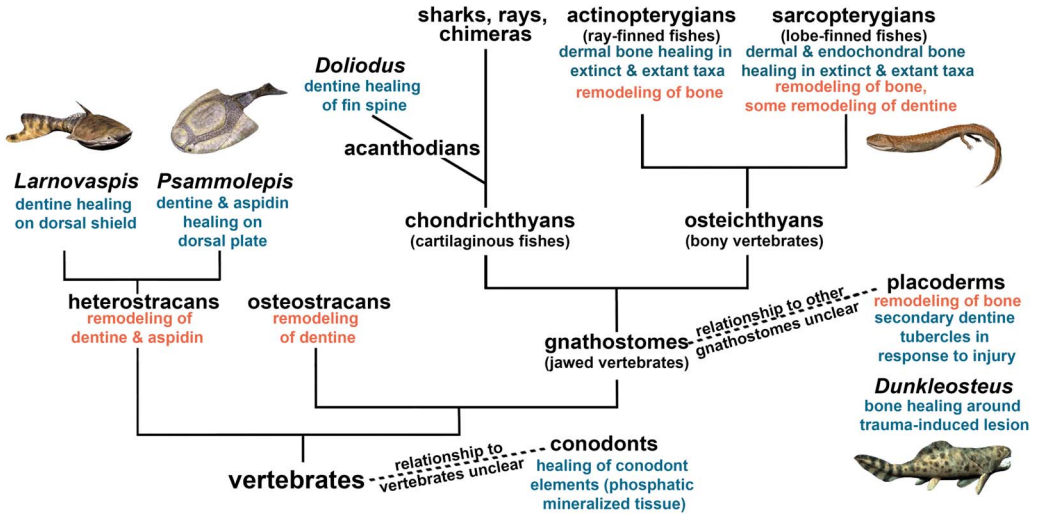 sharks, rays,
chimeras
actinopterygians
(ray-finned fishes)
dermal bone healing in
extinct & extant taxa
remodeling of bone
sarcopterygians
(lobe-finned fishes)
dermal & endochondral bone
healing in extinct & extant taxa
remodeling of bone,
some remodeling of dentine
Doliodus
dentine healing
of fin spine
acanthodians
Larnovaspis
dentine healing
on dorsal shield
Psammolepis
dentine & aspidin
healing on
dorsal plate
chondrichthyans
(cartilaginous fishes)
osteichthyans
(bony vertebrates)
heterostracans
remodeling of
dentine & aspidin
osteostracans
remodeling
of dentine
gnathostomes
(jawed vertebrates)
relationship to other
gnathostomes unclear
placoderms
remodeling of bone
secondary dentine
tubercles in
response to injury
Dunkleosteus
bone healing around
trauma-induced lesion
vertebrates
relationship to
vertebrates unclear
conodonts
healing of conodont
elements (phosphatic
mineralized tissue)